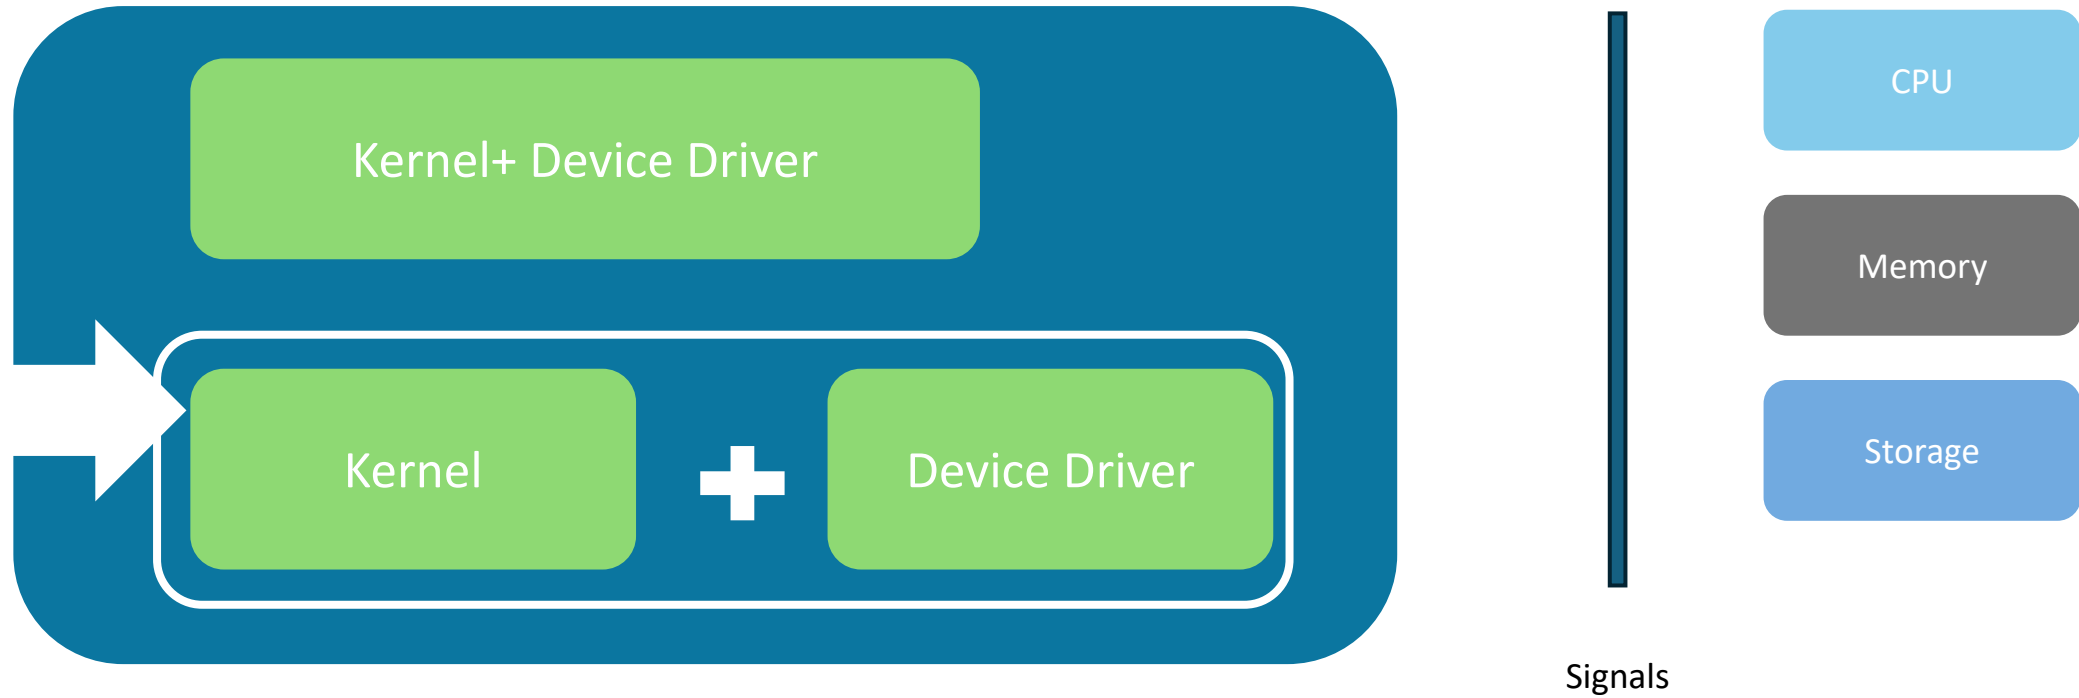 Kernel+ Device Driver
Kernel
Device Driver
CPU
Memory
Storage
Signals